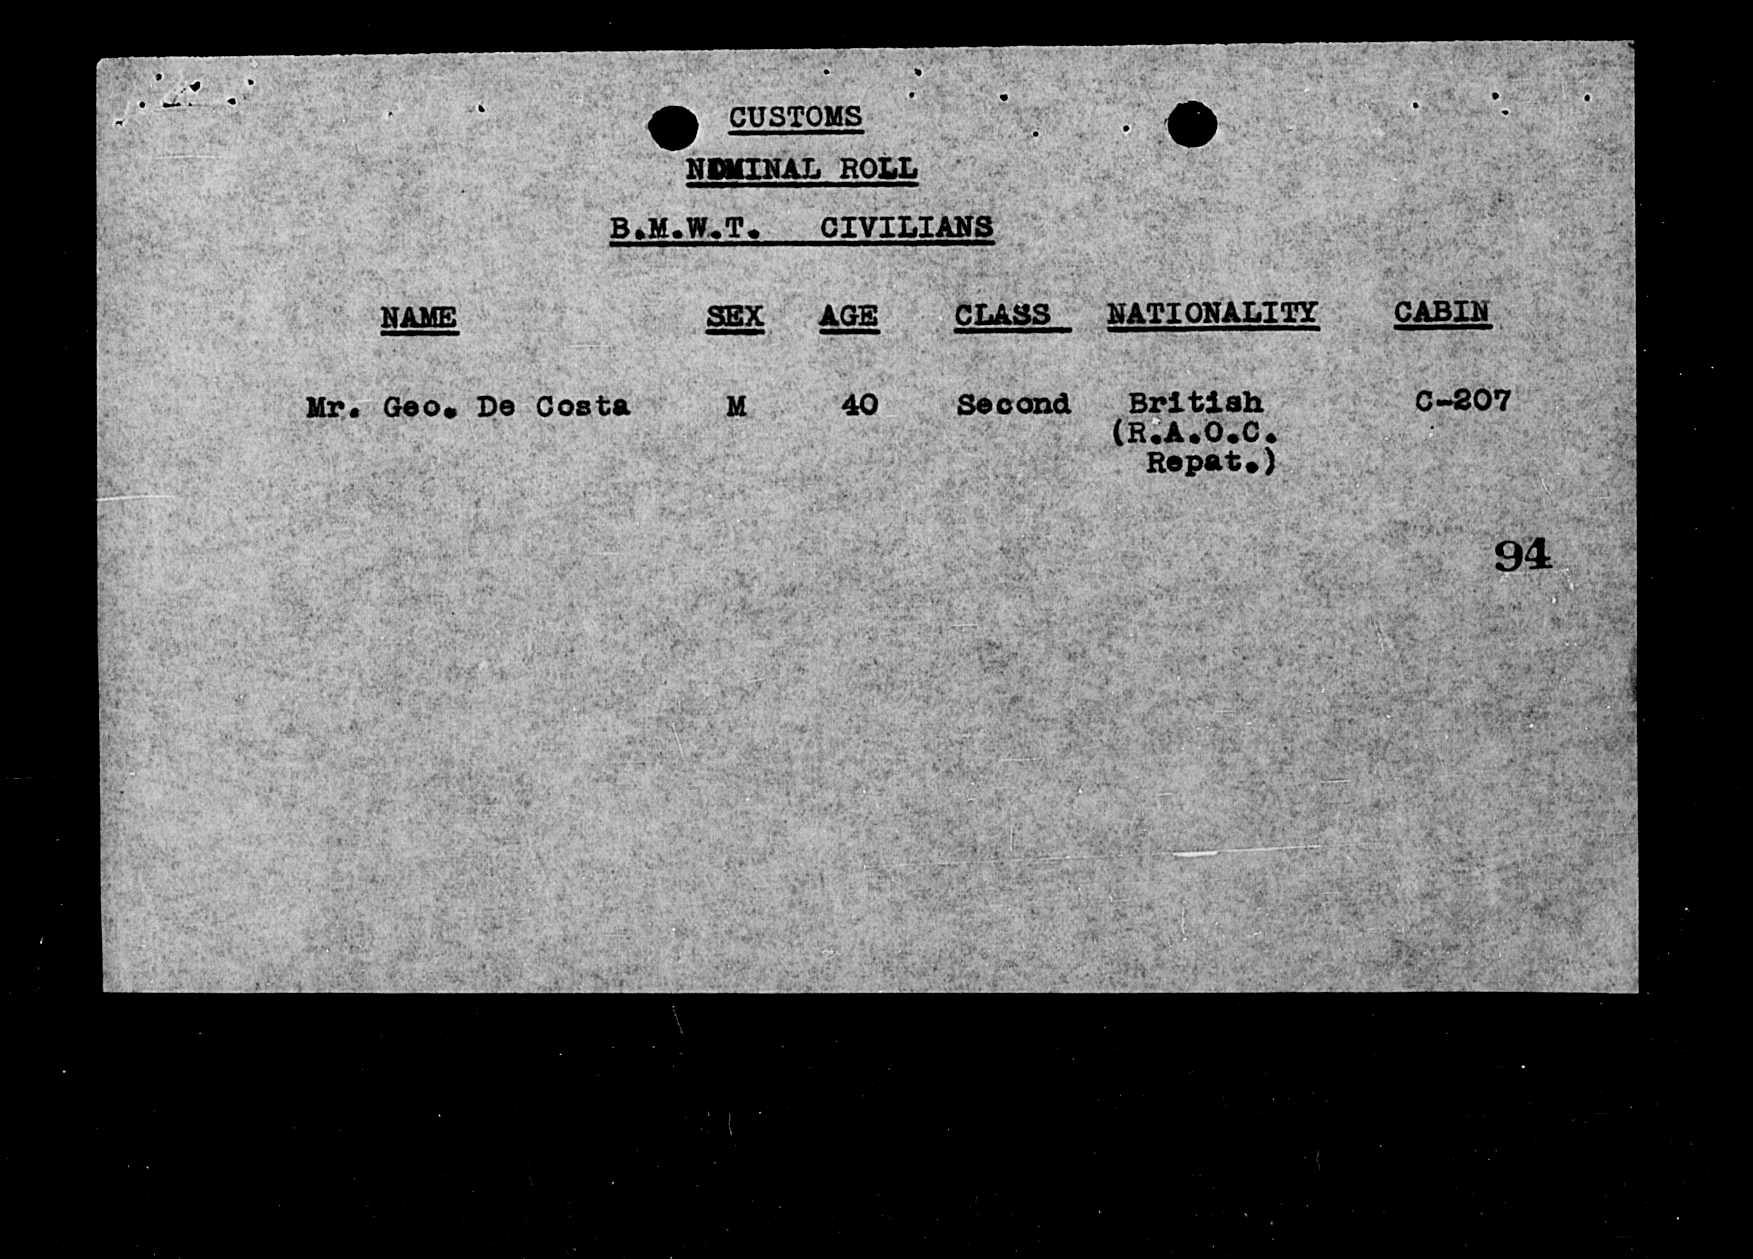 CUSTOMS
NOMINAL ROLL
B.M.W.T. CIVILIANS
NAME SEX AGE CLASS NATIONALITY CABIN
Mr. Geo. De Costa M 40 Second British C-207
(R.A.O.C.
Repat.)
94